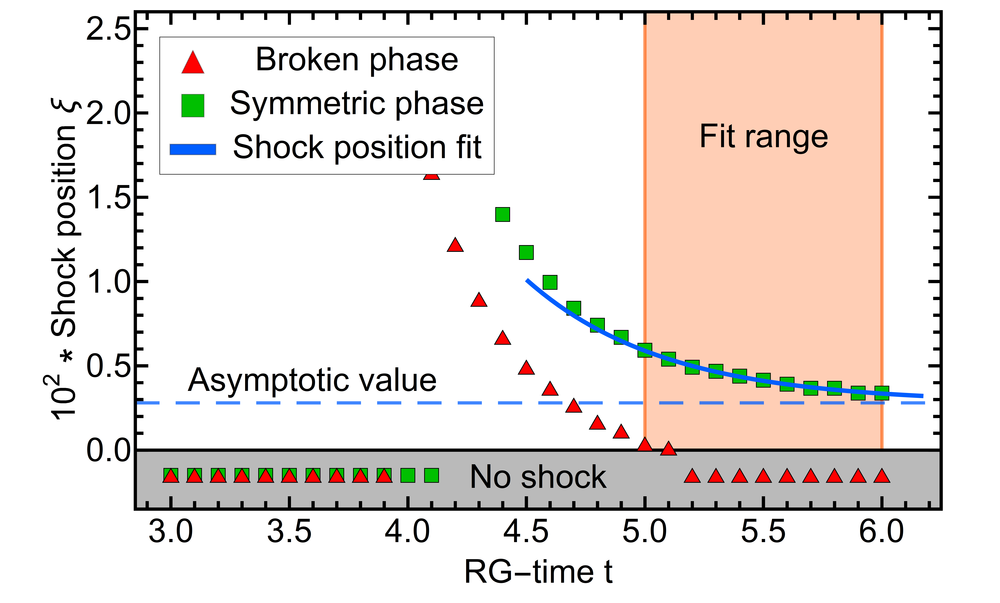 2.5
2.0
1.5
1.0
0.5
0.0
10² * Shock position ξ
Broken phase
Symmetric phase
Shock position fit
Fit range
Asymptotic value
No shock
3.0 3.5 4.0 4.5 5.0 5.5 6.0
RG−time t